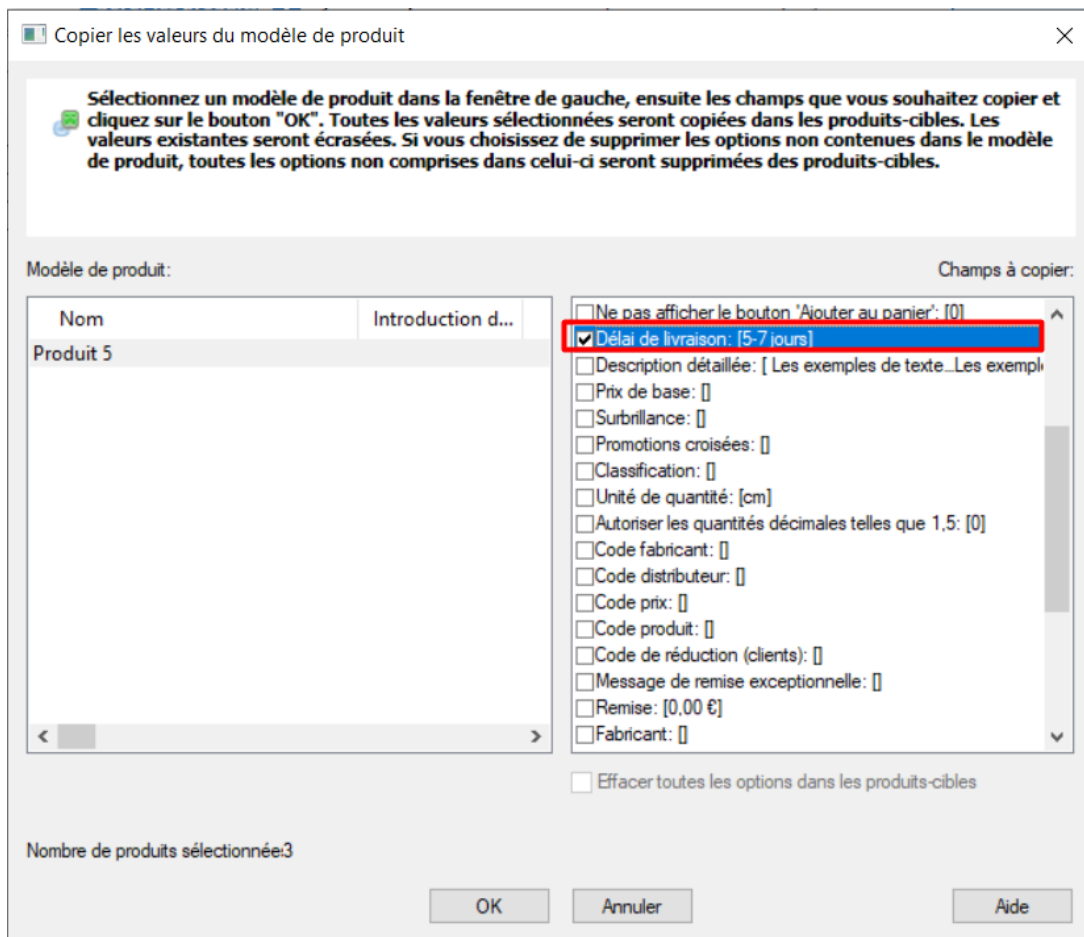 Copier les valeurs du modèle de produit
Sélectionnez un modèle de produit dans la fenêtre de gauche, ensuite les champs que vous souhaitez copier et
cliquez sur le bouton "OK". Toutes les valeurs sélectionnées seront copiées dans les produits-cibles. Les
valeurs existantes seront écrasées. Si vous choisissez de supprimer les options non contenues dans le modèle
de produit, toutes les options non comprises dans celui-ci seront supprimées des produits-cibles.
Modèle de produit:
Champs à copier:
Nom
Introduction d...
Produit 5
Ne pas afficher le bouton 'Ajouter au panier': [0]
Délai de livraison: [5-7 jours]
Description détaillée: [ Les exemples de texte...Les exempl
Prix de base: []
Surbrillance: []
Promotions croisées: []
Classification: []
Unité de quantité: [cm]
Autoriser les quantités décimales telles que 1,5: [0]
Code fabricant: []
Code distributeur: []
Code prix: []
Code produit: []
Code de réduction (clients): []
Message de remise exceptionnelle: []
Remise: [0,00 €]
Fabricant: []
Effacer toutes les options dans les produits-cibles
Nombre de produits sélectionnée:3
OK
Annuler
Aide